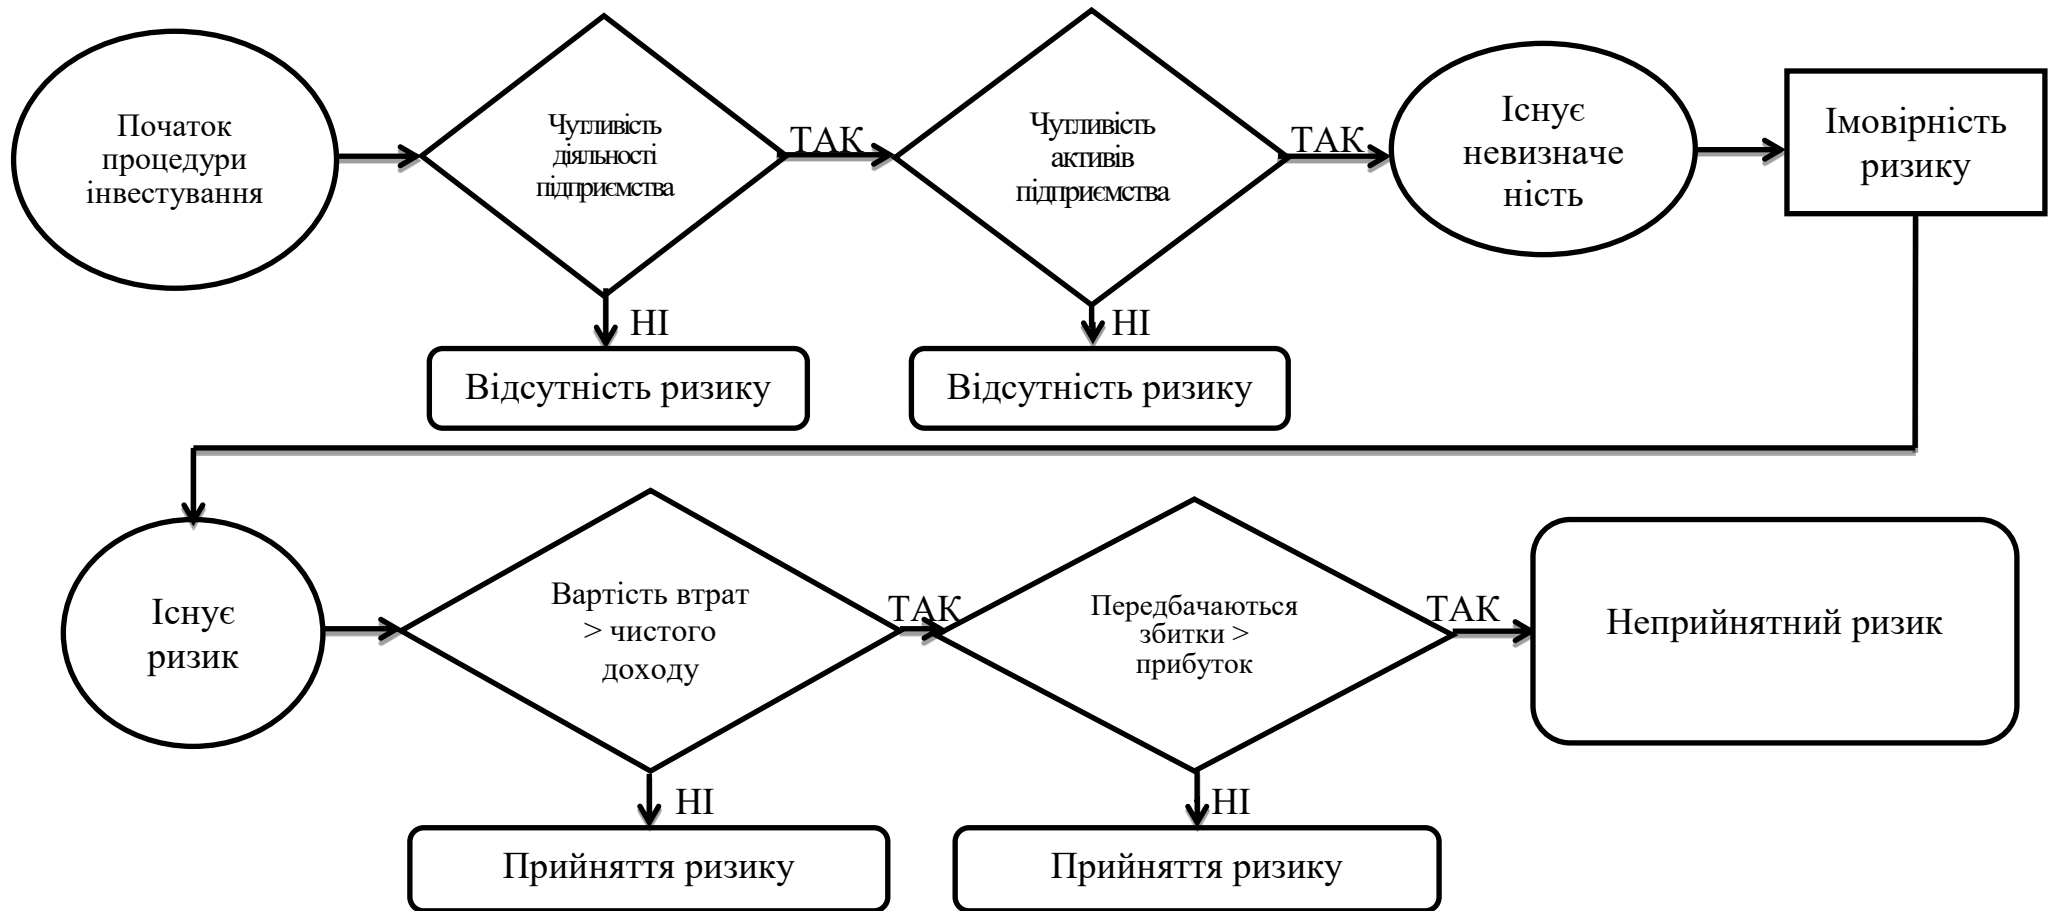 Початок
процедури
інвестування
Чутливість
діяльності
підприємства
ТАК
Чутливість
активів
підприємства
ТАК
Існує
невизначе
ність
Імовірність
ризику
НІ
НІ
Відсутність ризику
Відсутність ризику
Існує
ризик
Вартість втрат
> чистого
доходу
ТАК
Передбачаються
збитки >
прибуток
ТАК
Неприйнятний ризик
НІ
НІ
Прийняття ризику
Прийняття ризику